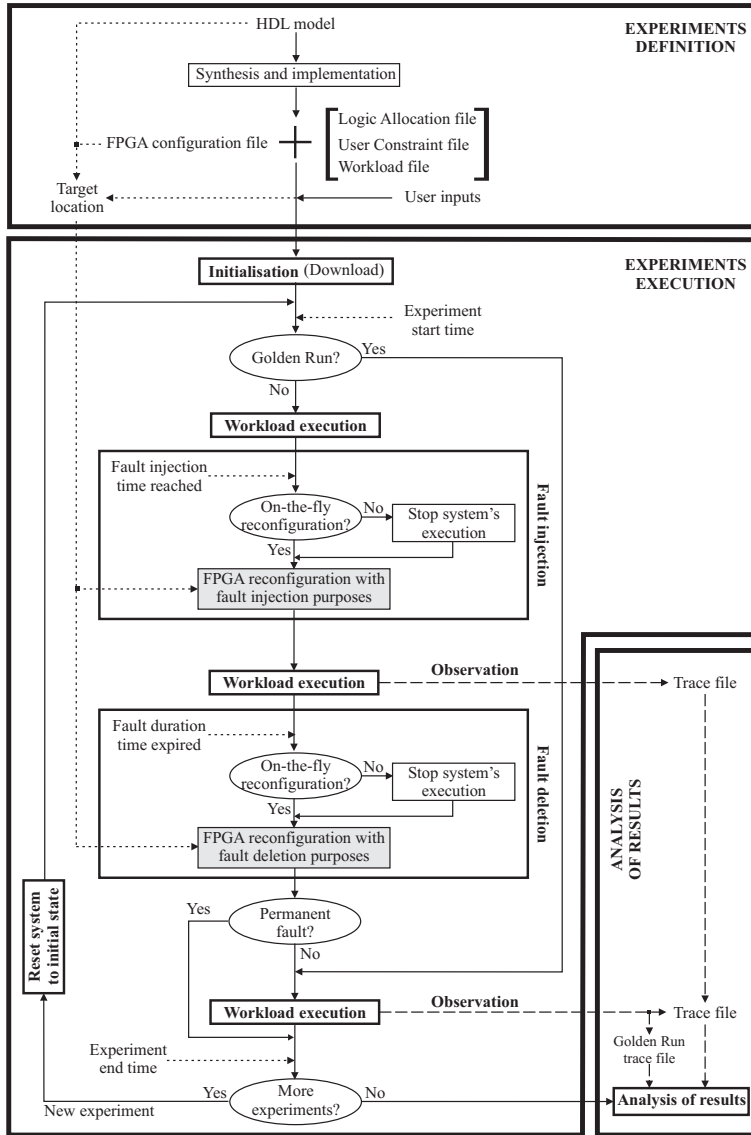 HDL model
EXPERIMENTS
DEFINITION
Synthesis and implementation
Logic Allocation file
FPGA configuration file
User Constraint file
Workload file
Target
location
User inputs
Initialisation (Download)
EXPERIMENTS
EXECUTION
Experiment
start time
Golden Run?
Yes
No
Workload execution
Fault injection
time reached
On-the-fly
reconfiguration?
No
Stop system's
execution
Yes
FPGA reconfiguration with
fault injection purposes
Fault injection
Workload execution
Observation
Trace file
Fault duration
time expired
On-the-fly
reconfiguration?
No
Stop system's
execution
Yes
FPGA reconfiguration with
fault deletion purposes
Fault deletion
ANALYSIS
OF RESULTS
Reset system
to initial state
Yes
Permanent
fault?
No
Workload execution
Observation
Trace file
Golden Run
trace file
Experiment
end time
Yes
New experiment
More
experiments?
No
Analysis of results